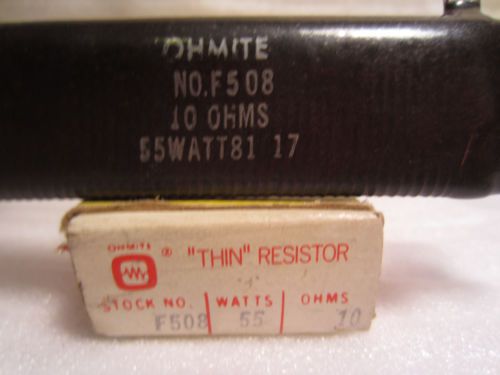 OHMITE
NO.F508
10 OHMS
55WATT81 17
OHMITE ® "THIN" RESISTOR
STOCK NO. WATTS OHMS
F508 55 10